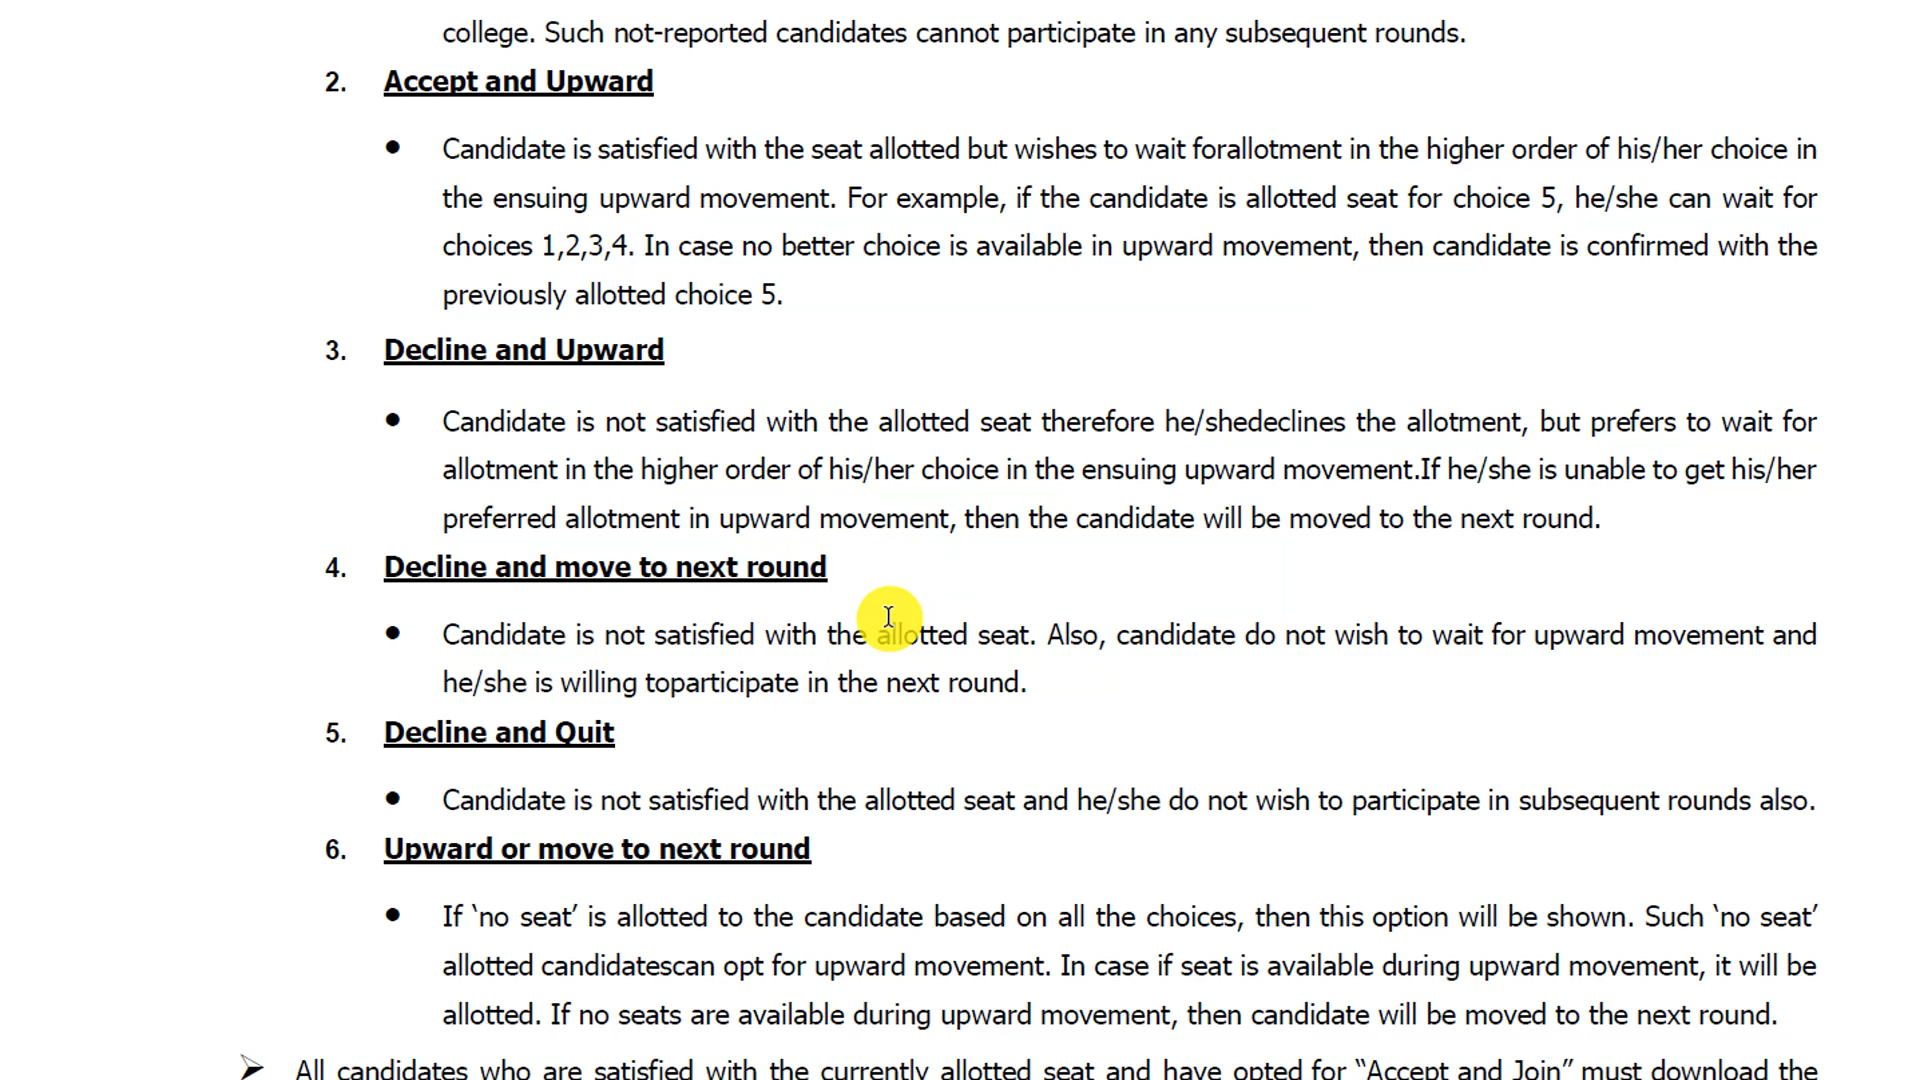 college. Such not-reported candidates cannot participate in any subsequent rounds.
2. Accept and Upward
• Candidate is satisfied with the seat allotted but wishes to wait forallotment in the higher order of his/her choice in
the ensuing upward movement. For example, if the candidate is allotted seat for choice 5, he/she can wait for
choices 1,2,3,4. In case no better choice is available in upward movement, then candidate is confirmed with the
previously allotted choice 5.
3. Decline and Upward
• Candidate is not satisfied with the allotted seat therefore he/shedeclines the allotment, but prefers to wait for
allotment in the higher order of his/her choice in the ensuing upward movement.If he/she is unable to get his/her
preferred allotment in upward movement, then the candidate will be moved to the next round.
4. Decline and move to next round
• Candidate is not satisfied with the allotted seat. Also, candidate do not wish to wait for upward movement and
he/she is willing toparticipate in the next round.
5. Decline and Quit
• Candidate is not satisfied with the allotted seat and he/she do not wish to participate in subsequent rounds also.
6. Upward or move to next round
• If ‘no seat’ is allotted to the candidate based on all the choices, then this option will be shown. Such ‘no seat’
allotted candidatescan opt for upward movement. In case if seat is available during upward movement, it will be
allotted. If no seats are available during upward movement, then candidate will be moved to the next round.
➢ All candidates who are satisfied with the currently allotted seat and have opted for “Accept and Join” must download the